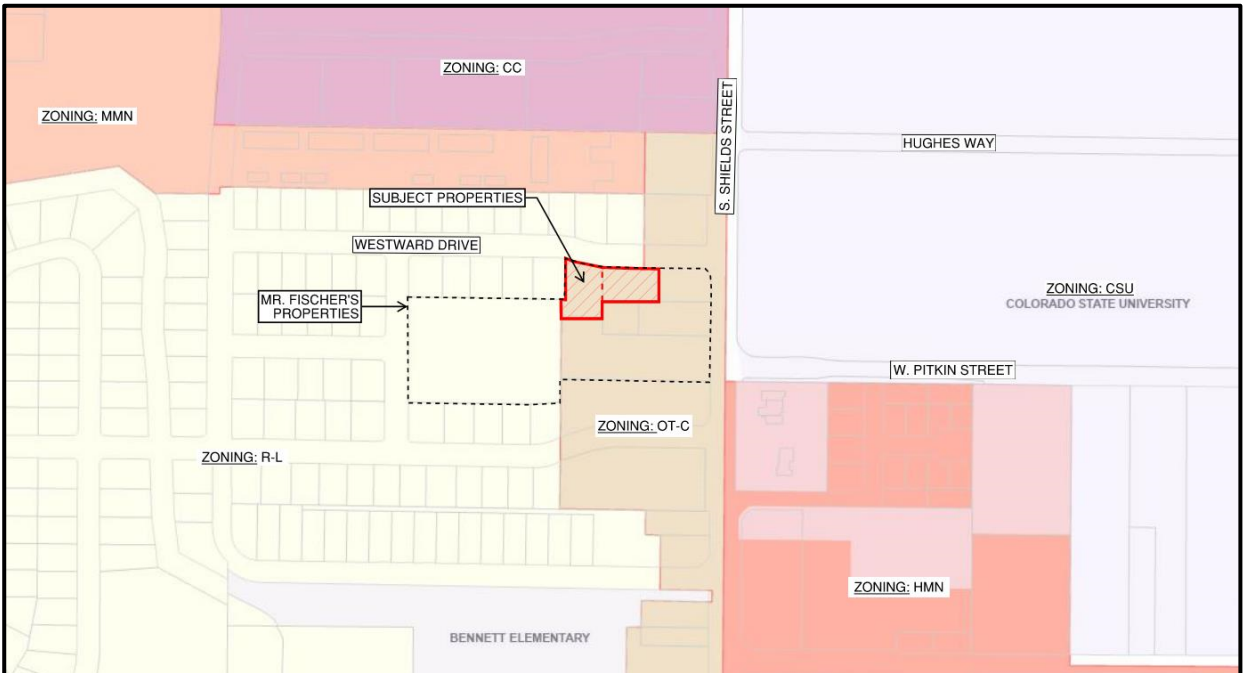 ZONING: CC
ZONING: MMN
S. SHIELDS STREET
HUGHES WAY
SUBJECT PROPERTIES
WESTWARD DRIVE
MR. FISCHER'S
PROPERTIES
ZONING: CSU
COLORADO STATE UNIVERSITY
W. PITKIN STREET
ZONING: OT-C
ZONING: R-L
ZONING: HMN
BENNETT ELEMENTARY